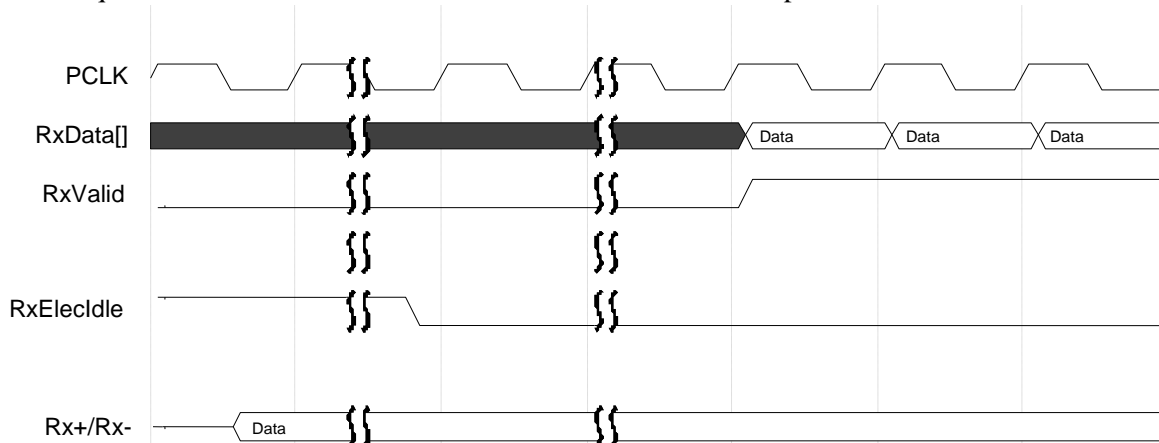 PCLK
RxData[]
Data
Data
Data
RxValid
RxElecIdle
Rx+/Rx-
Data